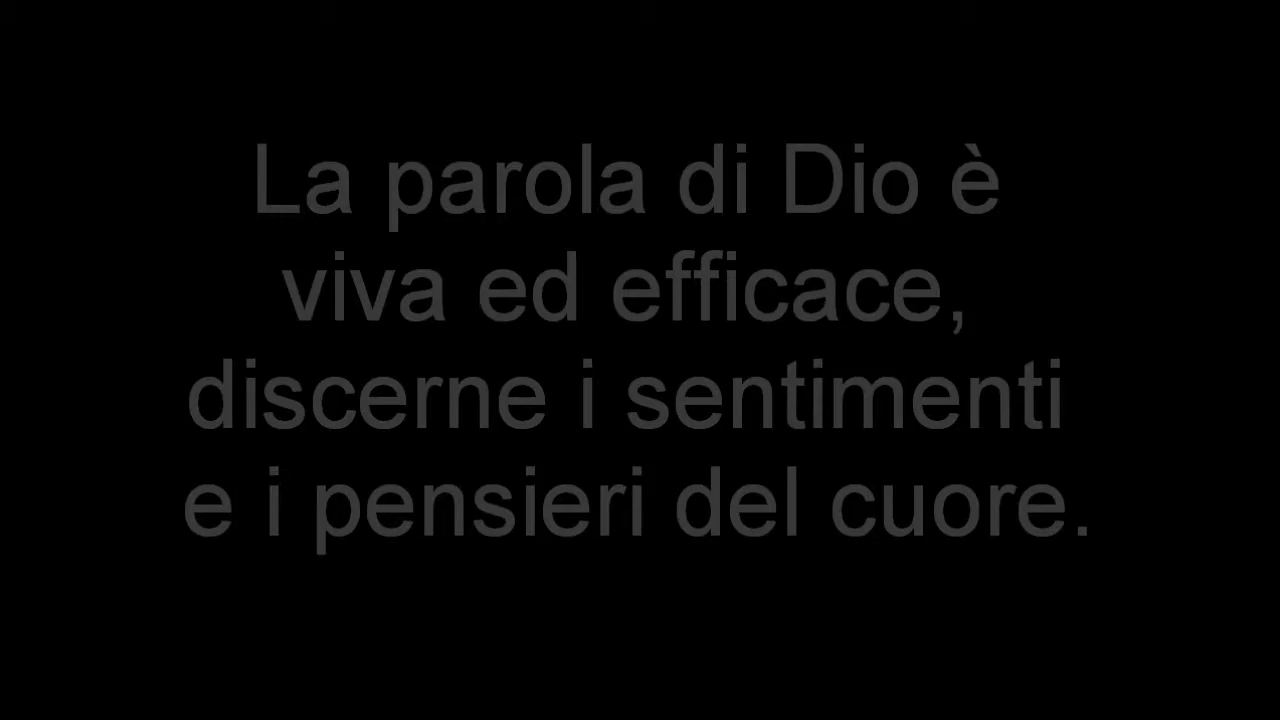 La parola di Dio è
viva ed efficace,
discerne i sentimenti
e i pensieri del cuore.